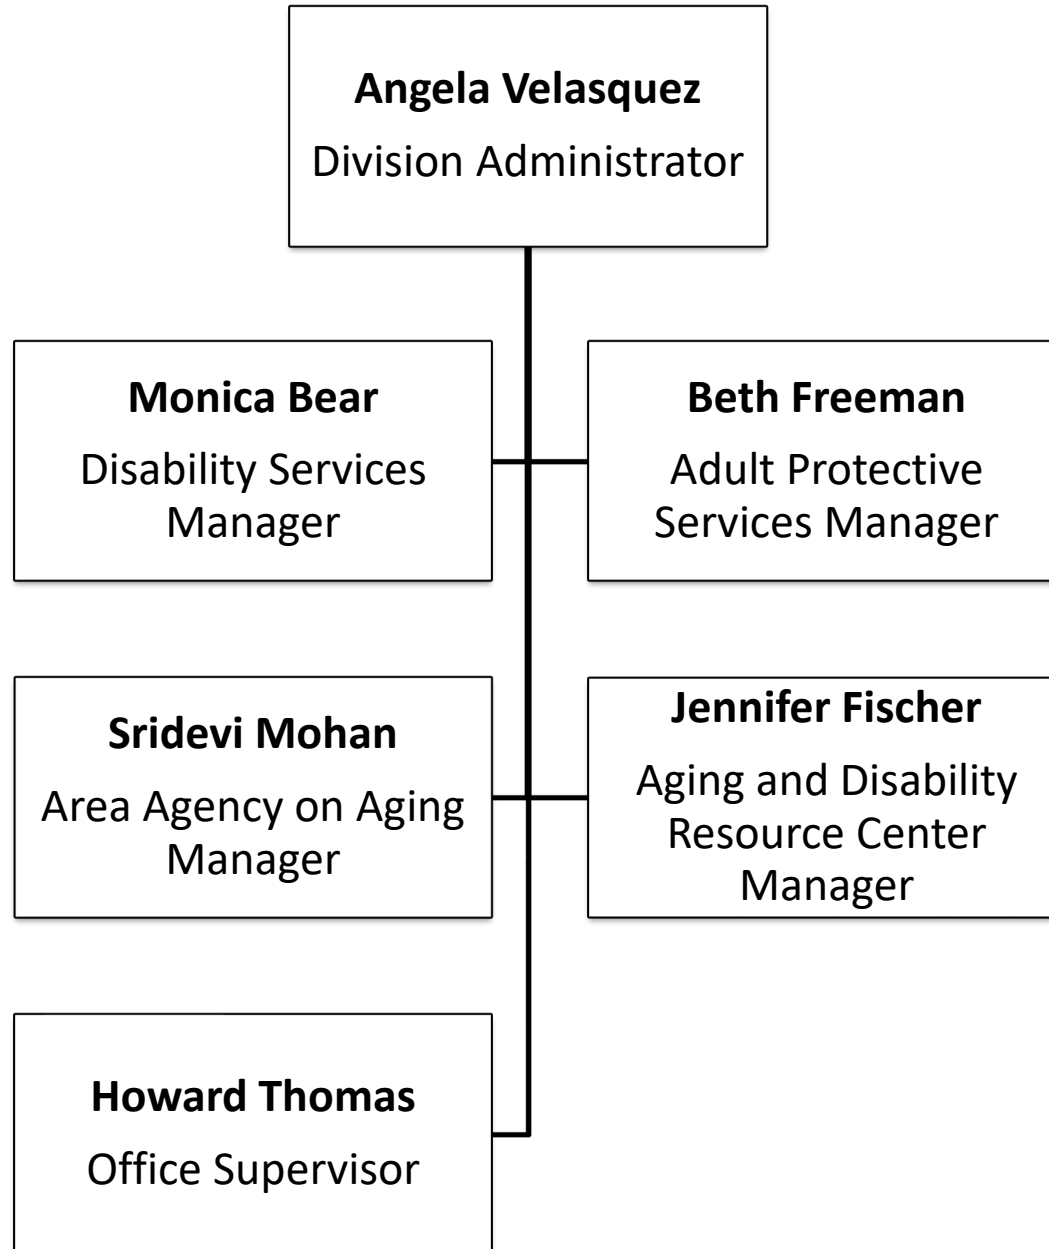 Angela Velasquez
Division Administrator
Monica Bear
Disability Services
Manager
Beth Freeman
Adult Protective
Services Manager
Sridevi Mohan
Area Agency on Aging
Manager
Jennifer Fischer
Aging and Disability
Resource Center
Manager
Howard Thomas
Office Supervisor